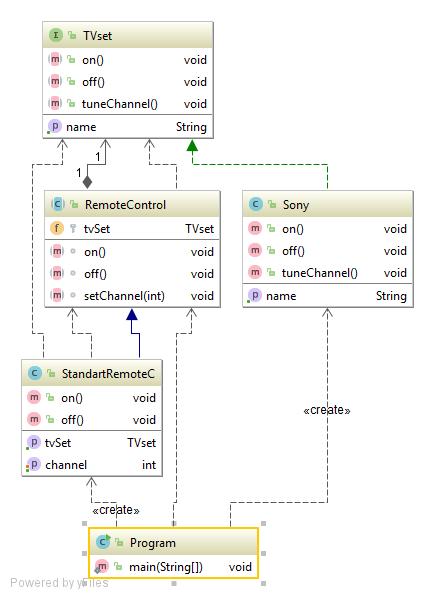 TVset
on() void
off() void
tuneChannel() void
name String
1
1
RemoteControl
tvSet TVset
on() void
off() void
setChannel(int) void
Sony
on() void
off() void
tuneChannel() void
name String
StandartRemoteC
on() void
off() void
tvSet TVset
channel int
«create»
«create»
Program
main(String[]) void
Powered by yFiles